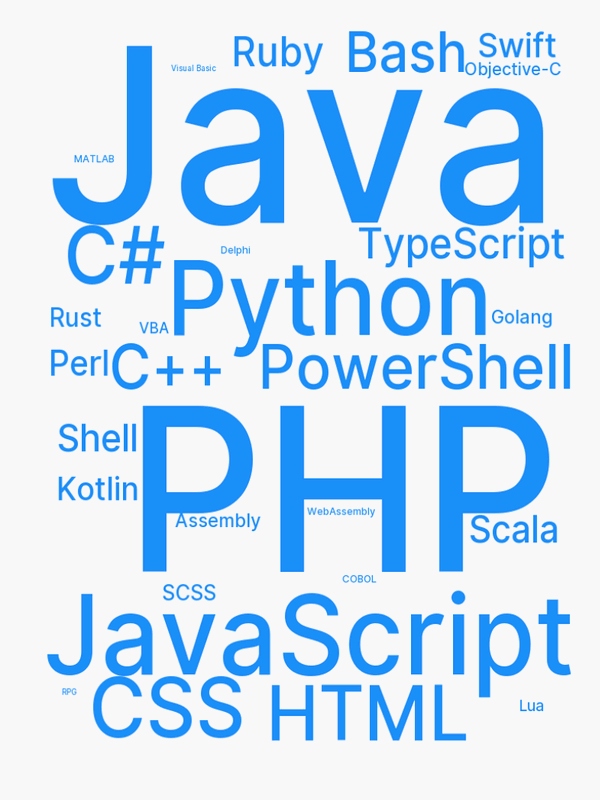 Ruby
Bash
Swift
Visual Basic
Objective-C
Java
MATLAB
C#
Delphi
TypeScript
Python
Rust
VBA
Golang
Perl
C++
PowerShell
PHP
Shell
Kotlin
Assembly
WebAssembly
Scala
COBOL
SCSS
JavaScript
RPG
CSS
HTML
Lua